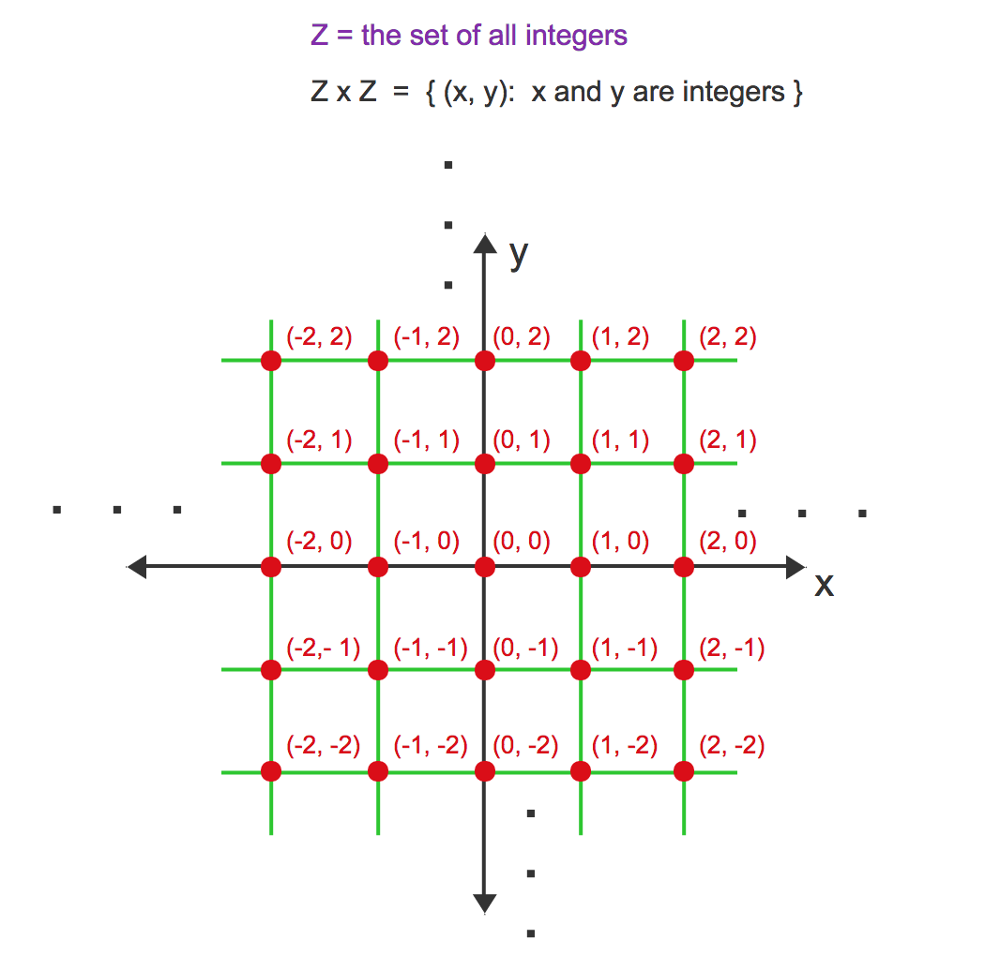 Z = the set of all integers
Z x Z = { (x, y): x and y are integers }
y
(-2, 2) (-1, 2) (0, 2) (1, 2) (2, 2)
(-2, 1) (-1, 1) (0, 1) (1, 1) (2, 1)
(-2, 0) (-1, 0) (0, 0) (1, 0) (2, 0)
x
(-2,- 1) (-1, -1) (0, -1) (1, -1) (2, -1)
(-2, -2) (-1, -2) (0, -2) (1, -2) (2, -2)